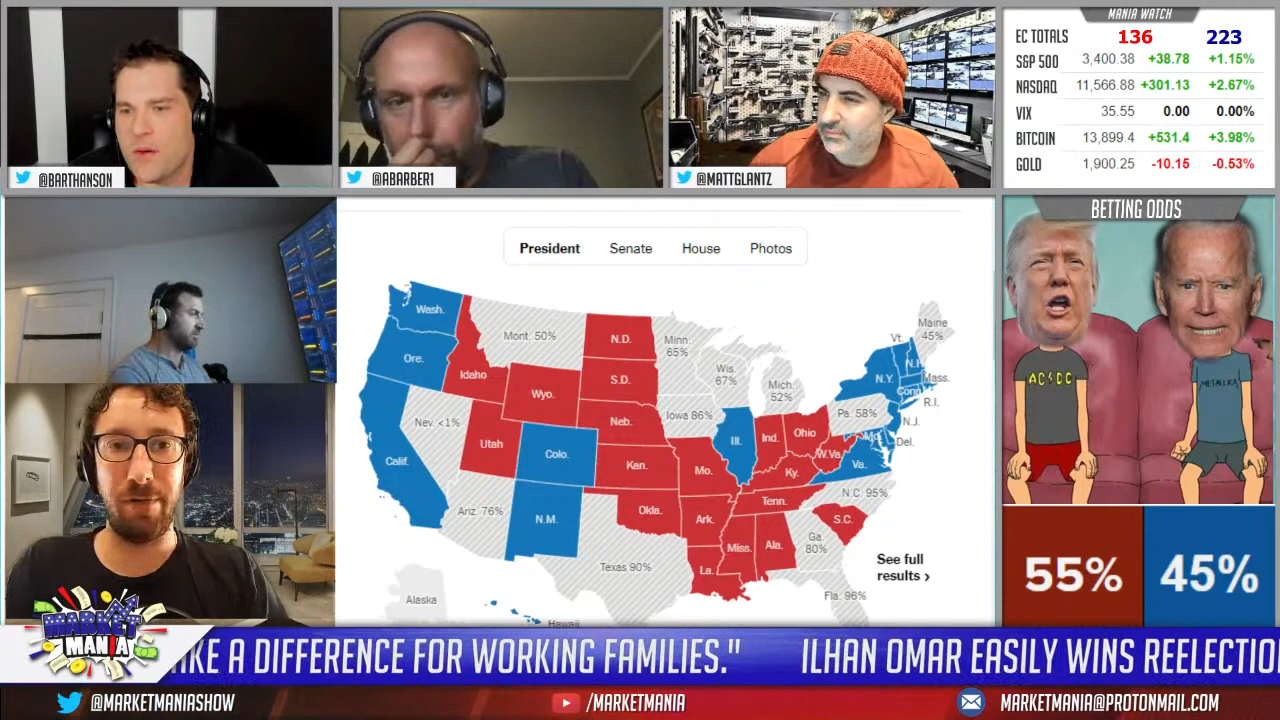 @BARTHANSON
@ABARBER1
@MATTGLANTZ
MANIA WATCH
EC TOTALS 136 223
S&P 500 3,400.38 +38.78 +1.15%
NASDAQ 11,566.88 +301.13 +2.67%
VIX 35.55 0.00 0.00%
BITCOIN 13,899.4 +531.4 +3.98%
GOLD 1,900.25 -10.15 -0.53%
BETTING ODDS
AC DC
METALLICA
55% 45%
President Senate House Photos
Wash.
Mont. 50%
N.D.
Minn. 65%
Vt.
Maine 45%
Ore.
Idaho
Wyo.
S.D.
Wis. 67%
Mich. 52%
N.Y.
N.H.
Mass.
Conn.
R.I.
Nev. <1%
Utah
Colo.
Neb.
Iowa 86%
Ill.
Ind.
Ohio
Pa. 58%
N.J.
Md.
Del.
Calif.
Kan.
Mo.
Ky.
W.Va.
Va.
Ariz. 76%
N.M.
Okla.
Ark.
Tenn.
N.C. 95%
S.C.
Texas 90%
La.
Miss.
Ala.
Ga. 80%
Fla. 96%
Alaska
Hawaii
See full
results ›
MARKET
MANIA
AKE A DIFFERENCE FOR WORKING FAMILIES." ILHAN OMAR EASILY WINS REELECTIO
@MARKETMANIASHOW /MARKETMANIA MARKETMANIA@PROTONMAIL.COM